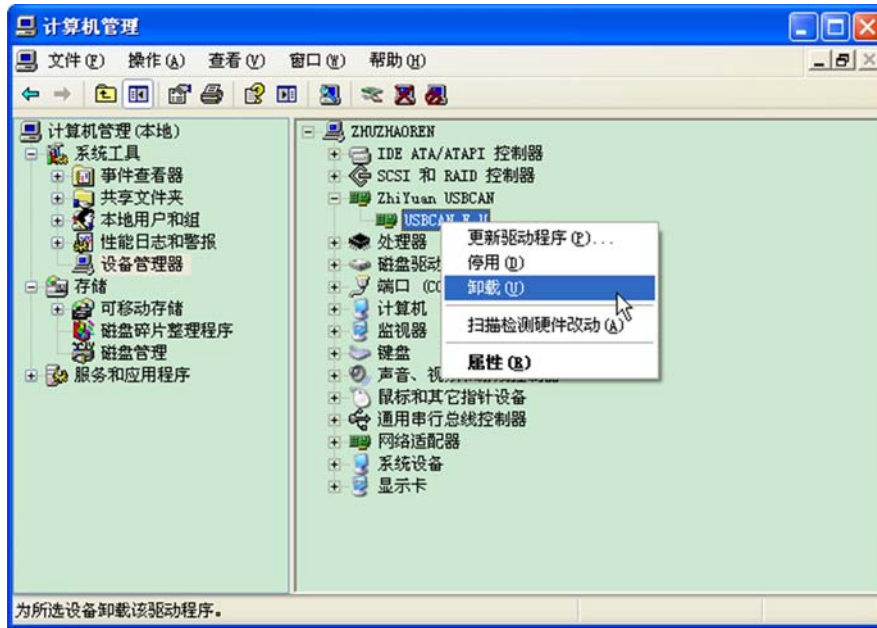 计算机管理
文件(F) 操作(A) 查看(V) 窗口(W) 帮助(H)
计算机管理(本地)
系统工具
事件查看器
共享文件夹
本地用户和组
性能日志和警报
设备管理器
存储
可移动存储
磁盘碎片整理程序
磁盘管理
服务和应用程序
ZHUZHAOREN
IDE ATA/ATAPI 控制器
SCSI 和 RAID 控制器
ZhiYuan USBCAN
处理器
磁盘驱动
端口 (CO
计算机
监视器
键盘
声音、
鼠标和其它指针设备
通用串行总线控制器
网络适配器
系统设备
显示卡
更新驱动程序(P)...
停用(D)
卸载(U)
扫描检测硬件改动(A)
属性(R)
为所选设备卸载该驱动程序。